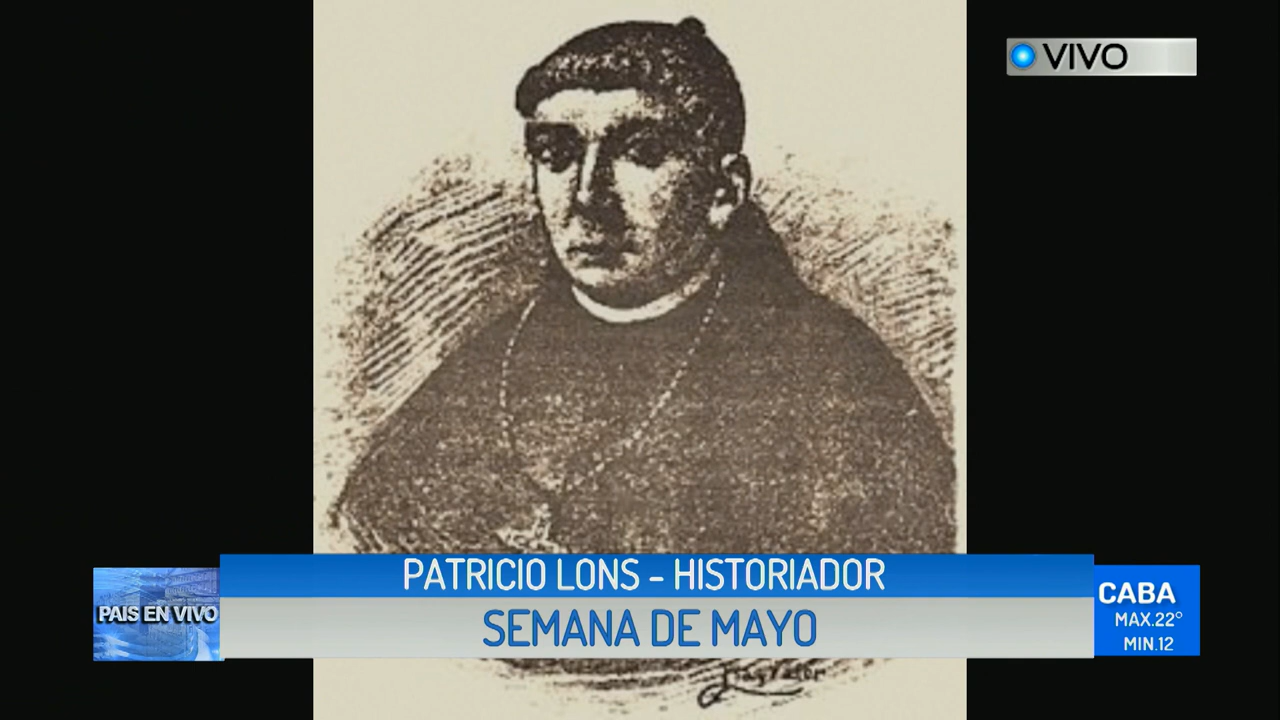 VIVO
PATRICIO LONS - HISTORIADOR
SEMANA DE MAYO
PAIS EN VIVO
CABA
MAX.22°
MIN.12